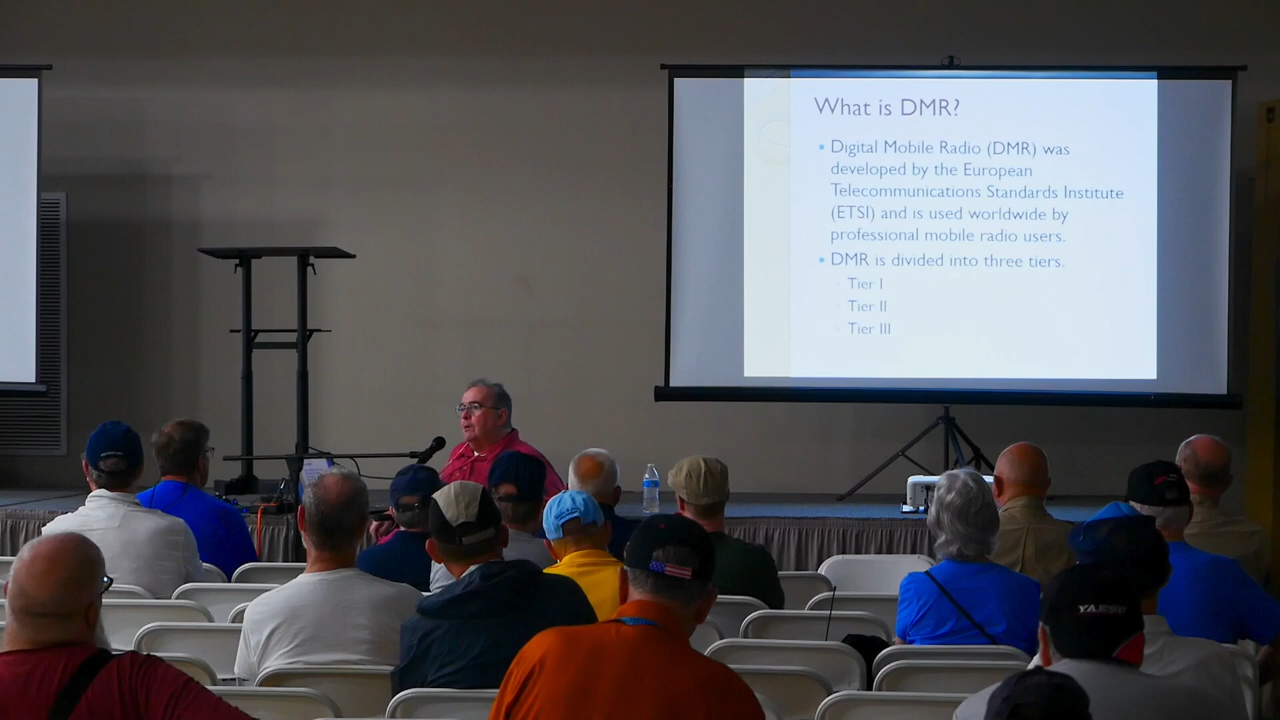 What is DMR?
Digital Mobile Radio (DMR) was
developed by the European
Telecommunications Standards Institute
(ETSI) and is used worldwide by
professional mobile radio users.
DMR is divided into three tiers.
Tier I
Tier II
Tier III
YAESU